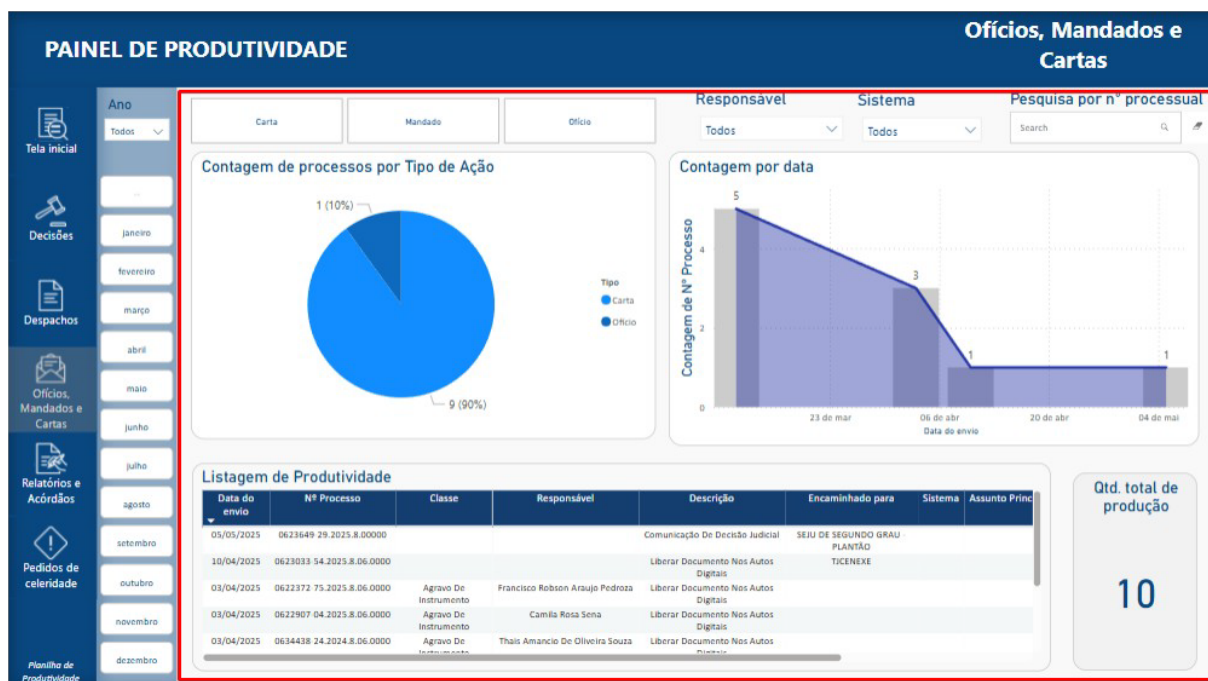 PAINEL DE PRODUTIVIDADE
Ofícios, Mandados e
Cartas
Tela inicial
Decisões
Despachos
Ofícios,
Mandados e
Cartas
Relatórios e
Acórdãos
Pedidos de
celeridade
Planilha de
Produtividade
Ano
Todos
...
janeiro
fevereiro
março
abril
maio
junho
julho
agosto
setembro
outubro
novembro
dezembro
Carta
Mandado
Ofício
Responsável
Todos
Sistema
Todos
Pesquisa por nº processual
Search
Contagem de processos por Tipo de Ação
1 (10%)
9 (90%)
Tipo
Carta
Ofício
Contagem por data
Contagem de Nº Processo
4
2
0
5
3
1
1
23 de mar
06 de abr
20 de abr
04 de mai
Data do envio
Listagem de Produtividade
Data do envio Nº Processo Classe Responsável Descrição Encaminhado para Sistema Assunto Princ
05/05/2025 0623649 29.2025.8.00000 Comunicação De Decisão Judicial SEJU DE SEGUNDO GRAU - PLANTÃO
10/04/2025 0623033 54.2025.8.06.0000 Liberar Documento Nos Autos Digitais TJCENEXE
03/04/2025 0622372 75.2025.8.06.0000 Agravo De Instrumento Francisco Robson Araujo Pedroza Liberar Documento Nos Autos Digitais
03/04/2025 0622907 04.2025.8.06.0000 Agravo De Instrumento Camila Rosa Sena Liberar Documento Nos Autos Digitais
03/04/2025 0634438 24.2024.8.06.0000 Agravo De Instrumento Thais Amancio De Oliveira Souza Liberar Documento Nos Autos Digitais
Qtd. total de
produção
10